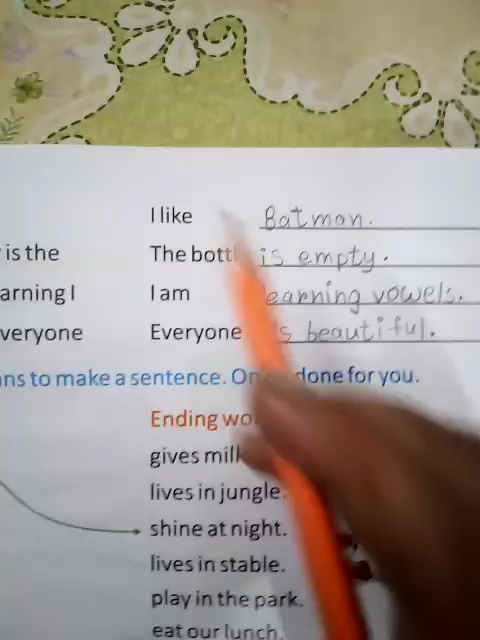 I like Batman.
is the The bottl is empty.
arning I I am learning vowels.
veryone Everyone is beautiful.
ns to make a sentence. On done for you.
Ending wo
gives milk
lives in jungle.
shine at night.
lives in stable.
play in the park.
eat our lunch.